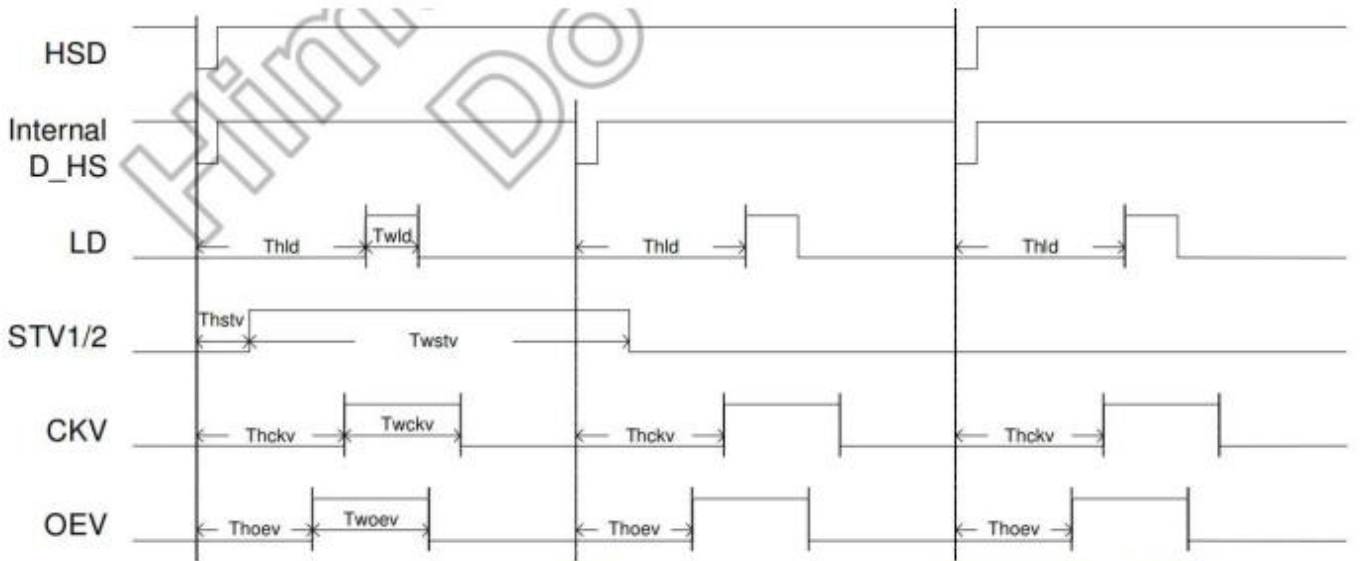 HSD
Internal
D_HS
LD
Thld
Twld
Thld
Thld
STV1/2
Thstv
Twstv
CKV
Thckv
Twckv
Thckv
Thckv
OEV
Thoev
Twoev
Thoev
Thoev